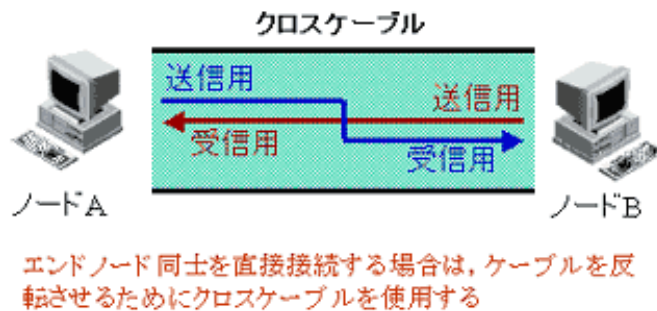 クロスケーブル
送信用
送信用
受信用
受信用
ノードA
ノードB
エンドノード同士を直接接続する場合は，ケーブルを反
転させるためにクロスケーブルを使用する